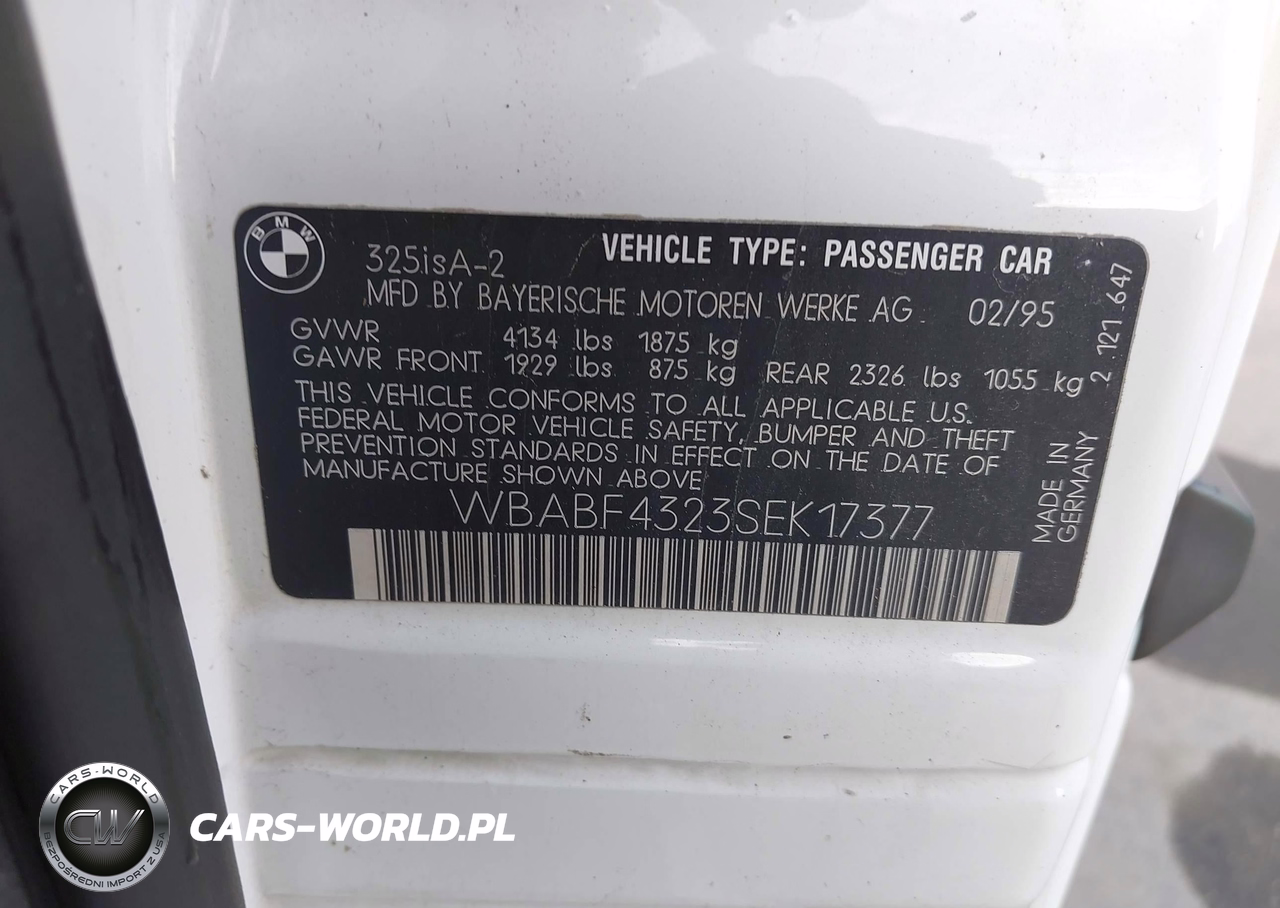 BMW
325isA-2
VEHICLE TYPE: PASSENGER CAR
MFD BY BAYERISCHE MOTOREN WERKE AG 02/95
GVWR 4134 lbs 1875 kg
GAWR FRONT 1929 lbs 875 kg REAR 2326 lbs 1055 kg
THIS VEHICLE CONFORMS TO ALL APPLICABLE U.S.
FEDERAL MOTOR VEHICLE SAFETY, BUMPER AND THEFT
PREVENTION STANDARDS IN EFFECT ON THE DATE OF
MANUFACTURE SHOWN ABOVE
WBABF4323SEK17377
2 121 647
MADE IN
GERMANY
CARS-WORLD
CW
BEZPOŚREDNI IMPORT Z USA
CARS-WORLD.PL